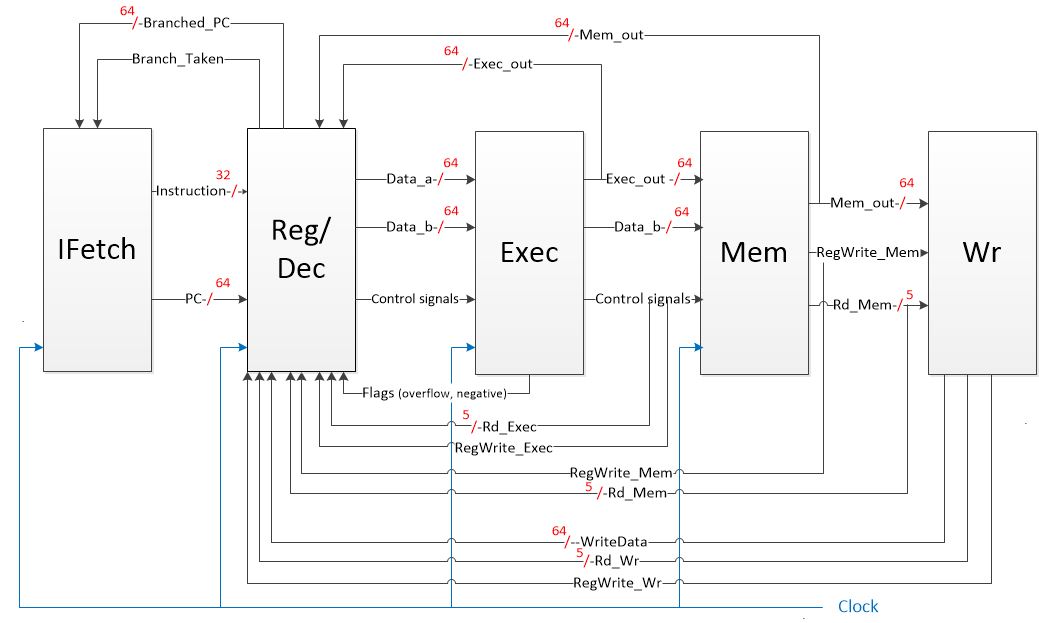 64
-Branched_PC
64
-Mem_out
Branch_Taken
64
-Exec_out
64
Data_a-
64
Exec_out -
64
32
Instruction-
64
Mem_out-
64
Data_b-
64
Data_b-
IFetch
Reg/
Dec
Exec
Mem
Wr
RegWrite_Mem
64
PC-
Control signals
Control signals
5
Rd_Mem-
Flags (overflow, negative)
5
-Rd_Exec
RegWrite_Exec
RegWrite_Mem
5
-Rd_Mem
64
--WriteData
5
-Rd_Wr
RegWrite_Wr
Clock